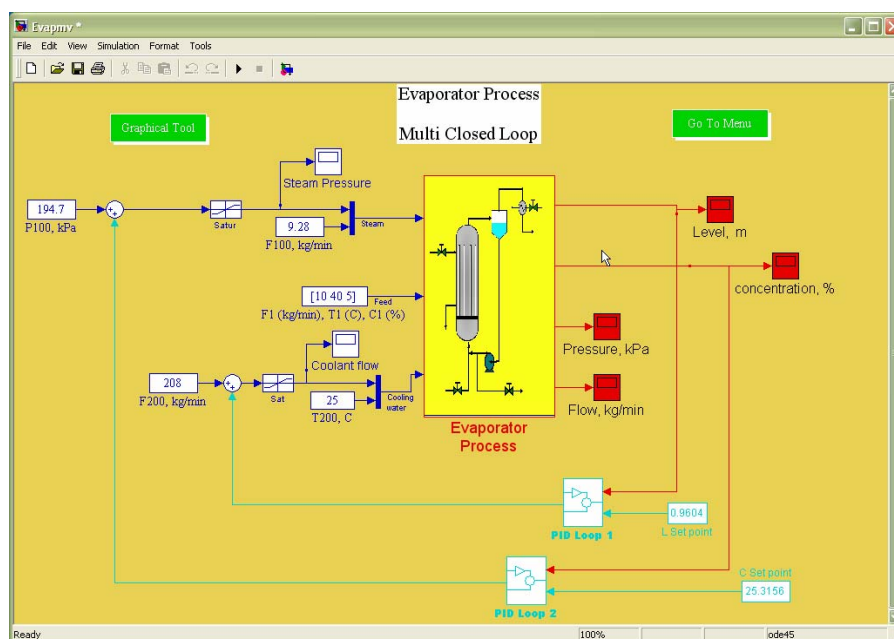 Evapmv *
File Edit View Simulation Format Tools
Evaporator Process
Multi Closed Loop
Graphical Tool
Go To Menu
Steam Pressure
194.7
P100, kPa
Satur
9.28
F100, kg/min
Steam
Level, m
concentration, %
[10 40 5]
Feed
F1 (kg/min), T1 (C), C1 (%)
Pressure, kPa
Coolant flow
208
F200, kg/min
Sat
25
T200, C
Cooling
water
Flow, kg/min
Evaporator
Process
0.9604
L Set point
PID Loop 1
C Set point
25.3156
PID Loop 2
Ready
100%
ode45